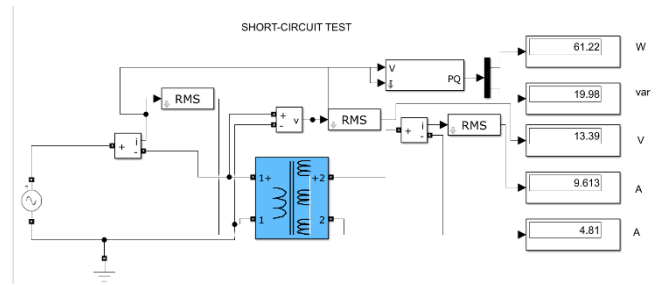 SHORT-CIRCUIT TEST
V
I
PQ
61.22
W
19.98
var
13.39
V
9.613
A
4.81
A
RMS
+
i
-
+
-
v
RMS
+
i
-
RMS
1+
+2
1
2